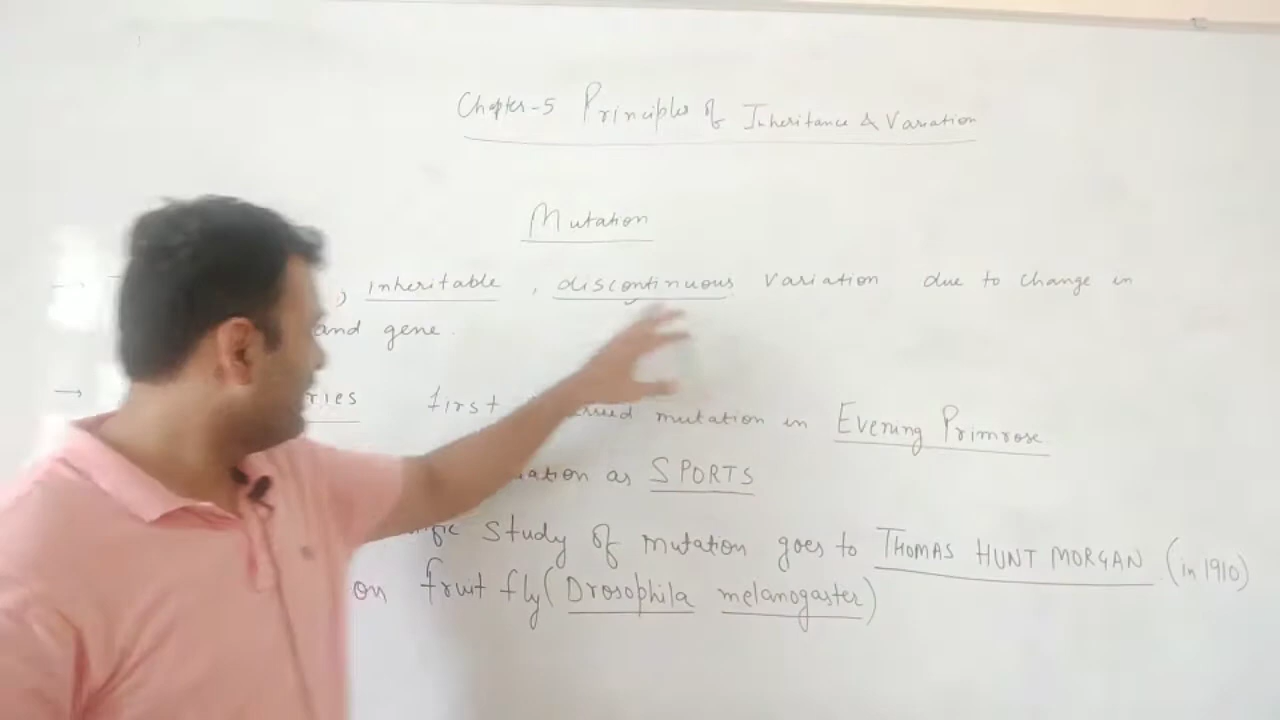 Chapter-5 Principles of Inheritance & Variation
Mutation
→ , inheritable , discontinuous variation due to change in
and gene.
→ ries first mutation in Evening Primrose
as SPORTS
study of mutation goes to THOMAS HUNT MORGAN (in 1910)
on fruit fly (Drosophila melanogaster)